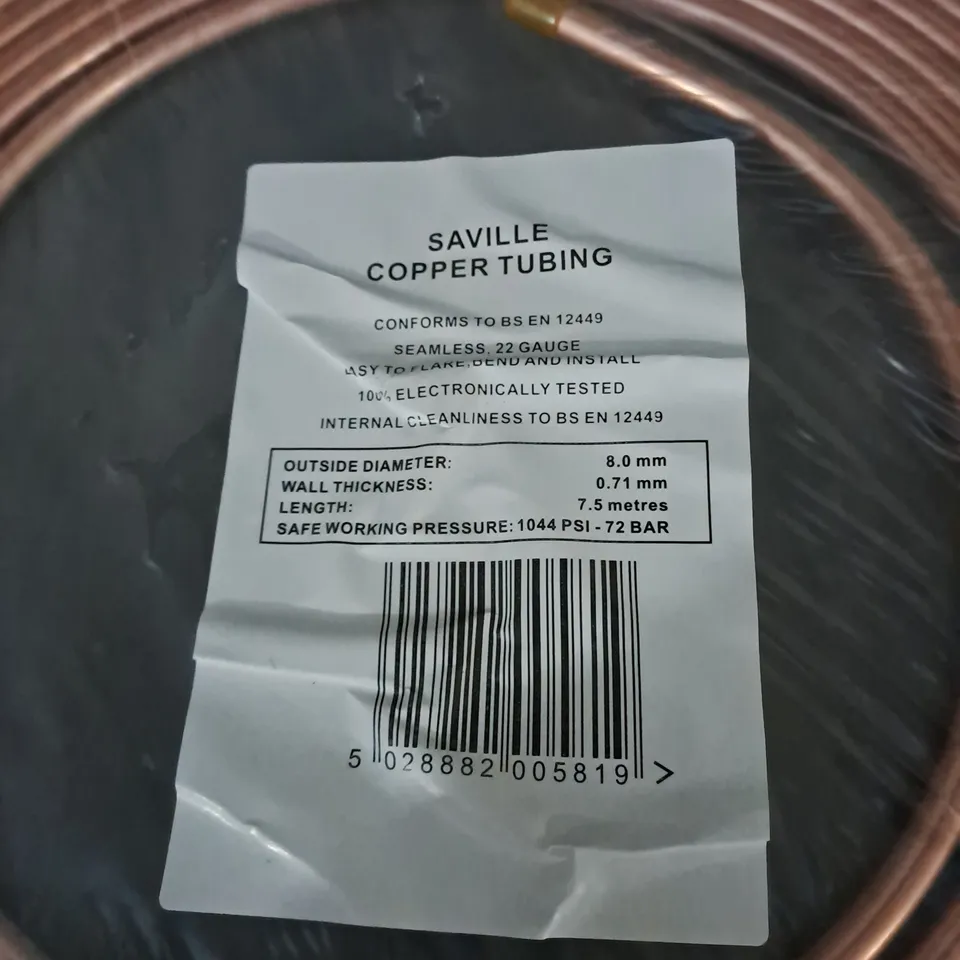 SAVILLE
COPPER TUBING
CONFORMS TO BS EN 12449
SEAMLESS, 22 GAUGE
TO FLARE, BEND AND INSTALL
100% ELECTRONICALLY TESTED
INTERNAL CLEANLINESS TO BS EN 12449
OUTSIDE DIAMETER: 8.0 mm
WALL THICKNESS: 0.71 mm
LENGTH: 7.5 metres
SAFE WORKING PRESSURE: 1044 PSI - 72 BAR
5 028882 005819 >